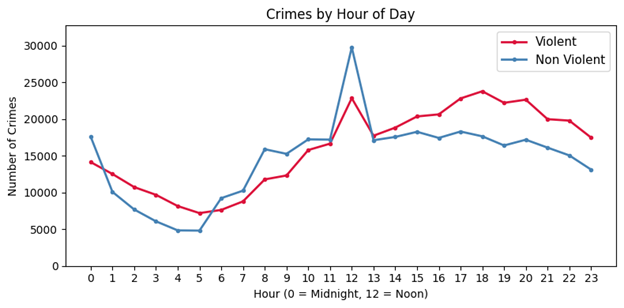 Crimes by Hour of Day
Violent
Non Violent
30000
25000
20000
15000
10000
5000
0
Number of Crimes
0 1 2 3 4 5 6 7 8 9 10 11 12 13 14 15 16 17 18 19 20 21 22 23
Hour (0 = Midnight, 12 = Noon)